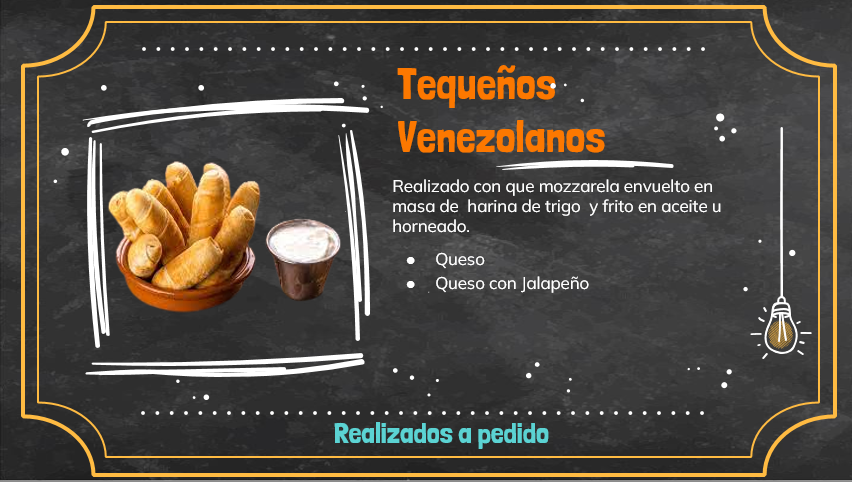 Tequeños
Venezolanos
Realizado con que mozzarela envuelto en
masa de harina de trigo y frito en aceite u
horneado.
● Queso
● Queso con Jalapeño
Realizados a pedido